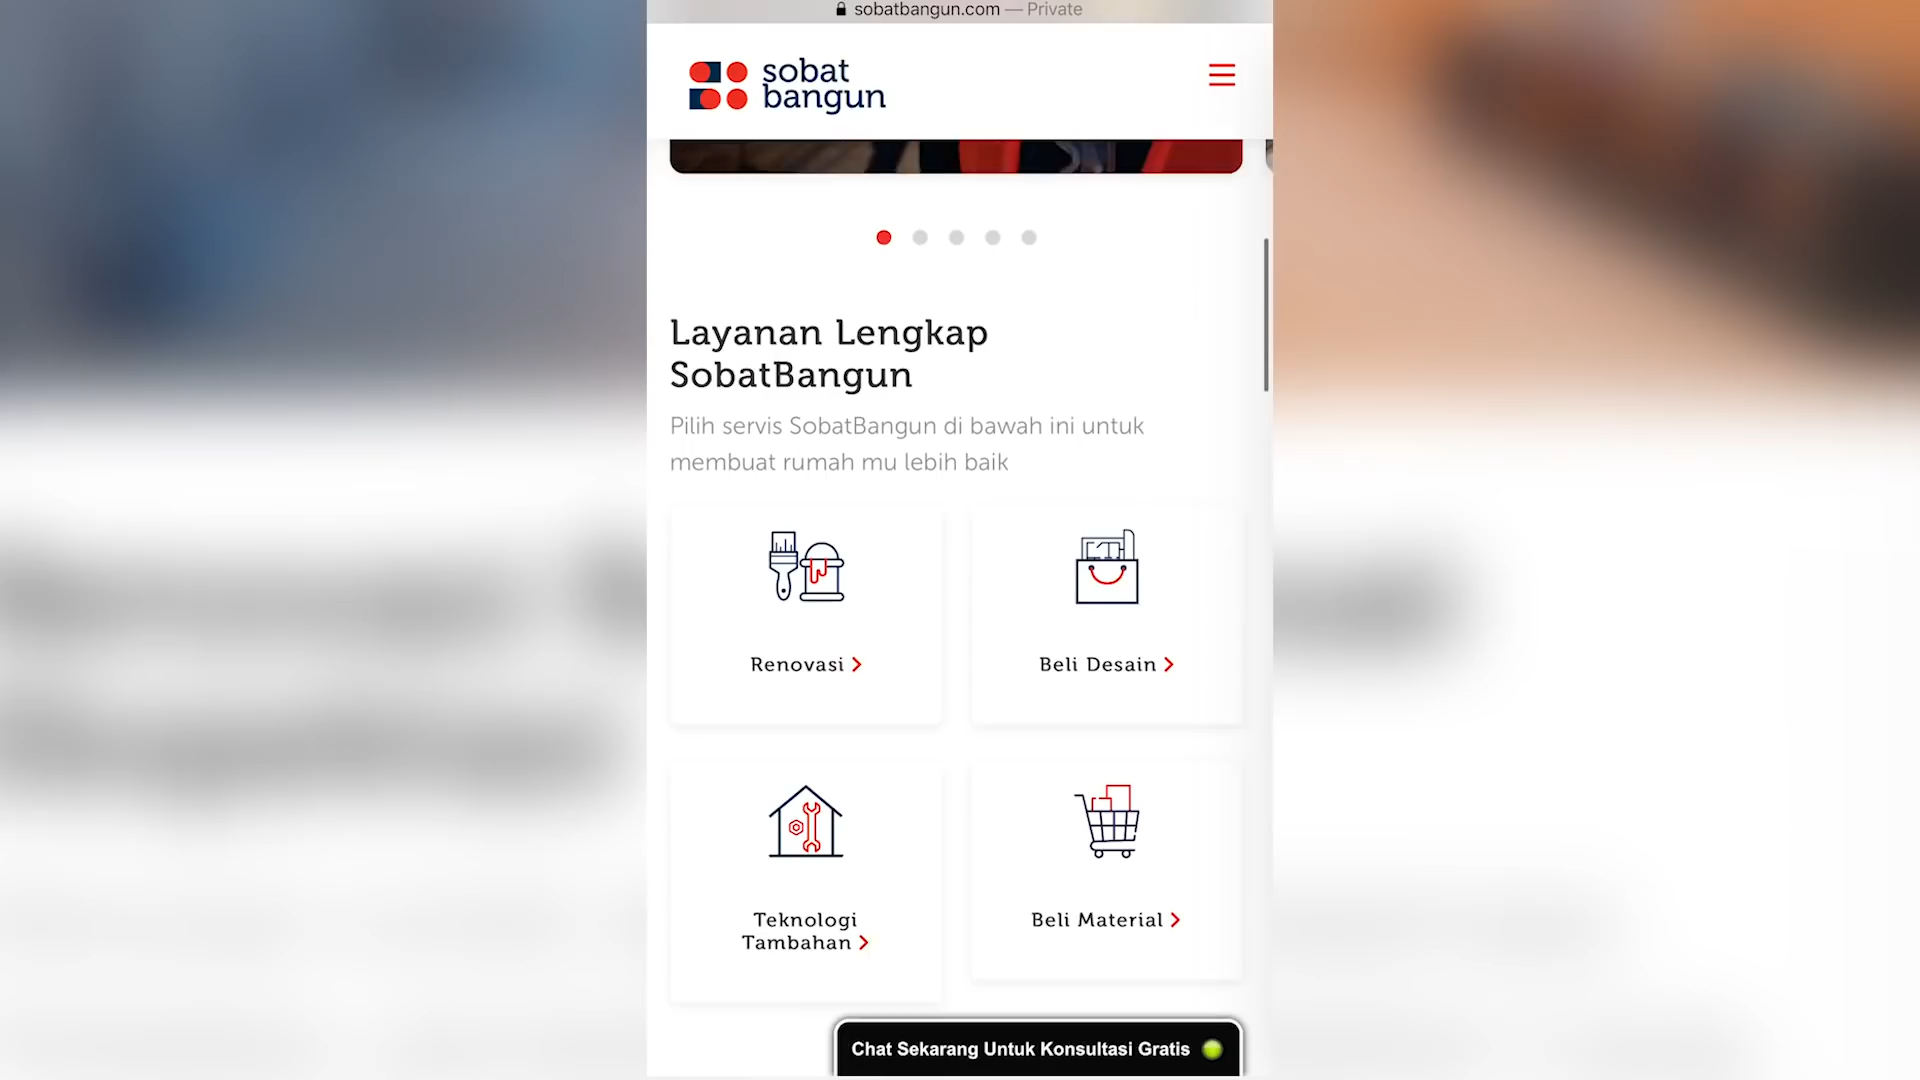 sobatbangun.com — Private
sobat
bangun
Layanan Lengkap
SobatBangun
Pilih servis SobatBangun di bawah ini untuk
membuat rumah mu lebih baik
Renovasi
Beli Desain
Teknologi
Tambahan
Beli Material
Chat Sekarang Untuk Konsultasi Gratis